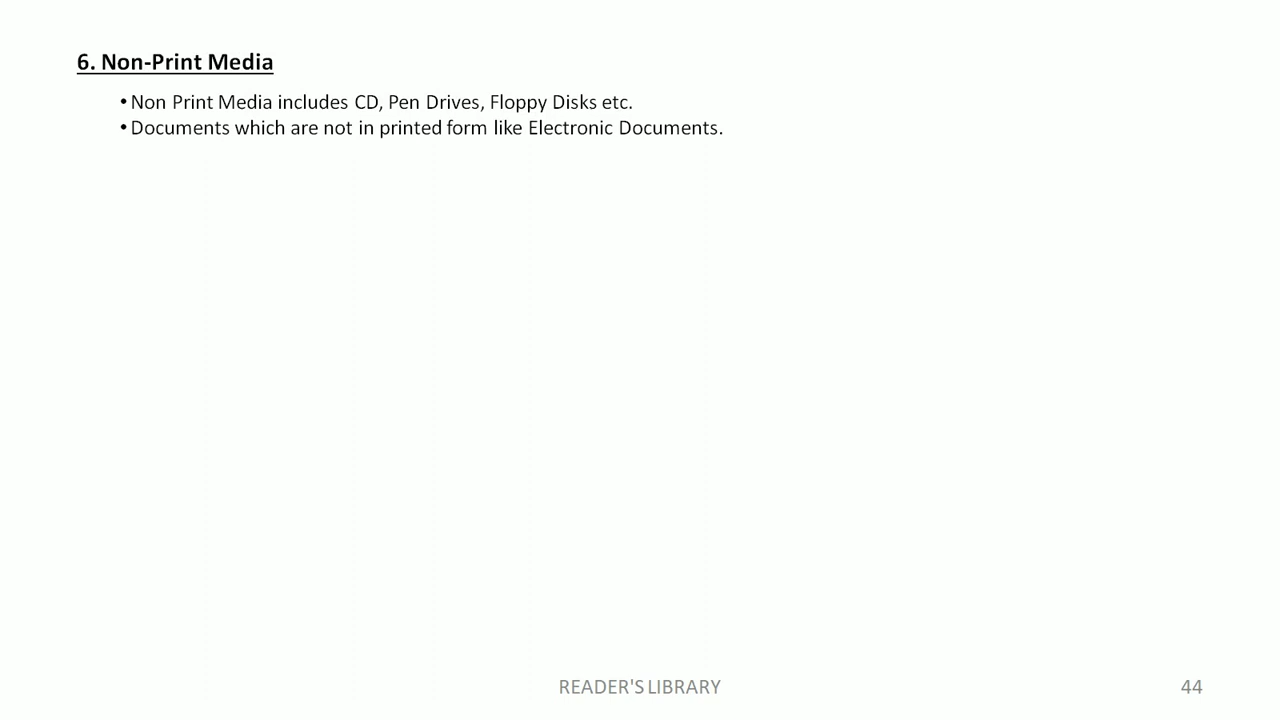 6. Non-Print Media
•Non Print Media includes CD, Pen Drives, Floppy Disks etc.
•Documents which are not in printed form like Electronic Documents.
READER'S LIBRARY
44